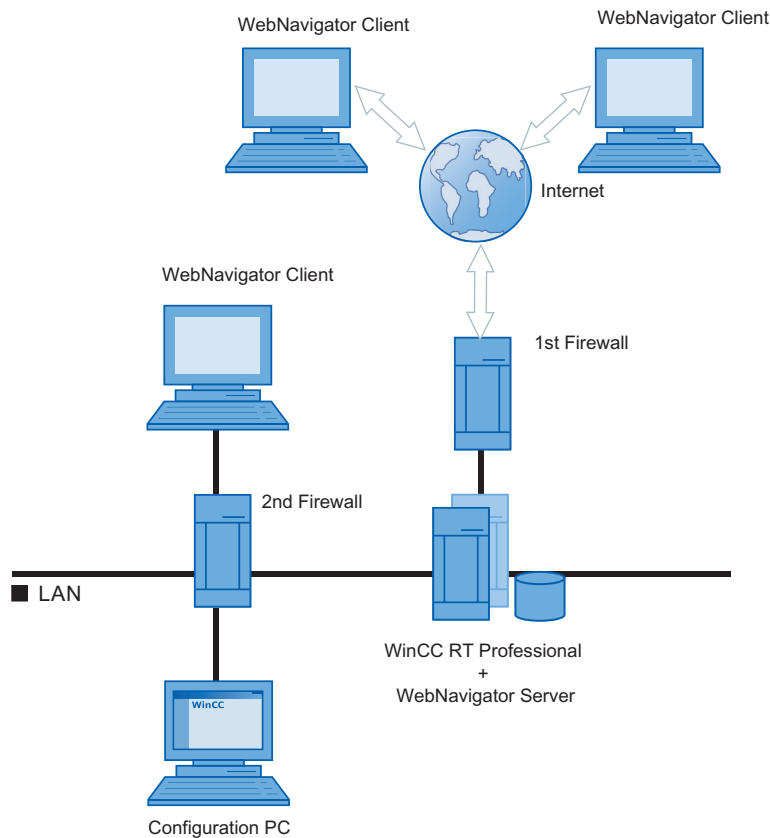 WebNavigator Client
WebNavigator Client
Internet
WebNavigator Client
1st Firewall
2nd Firewall
LAN
WinCC RT Professional
+
WebNavigator Server
WinCC
Configuration PC